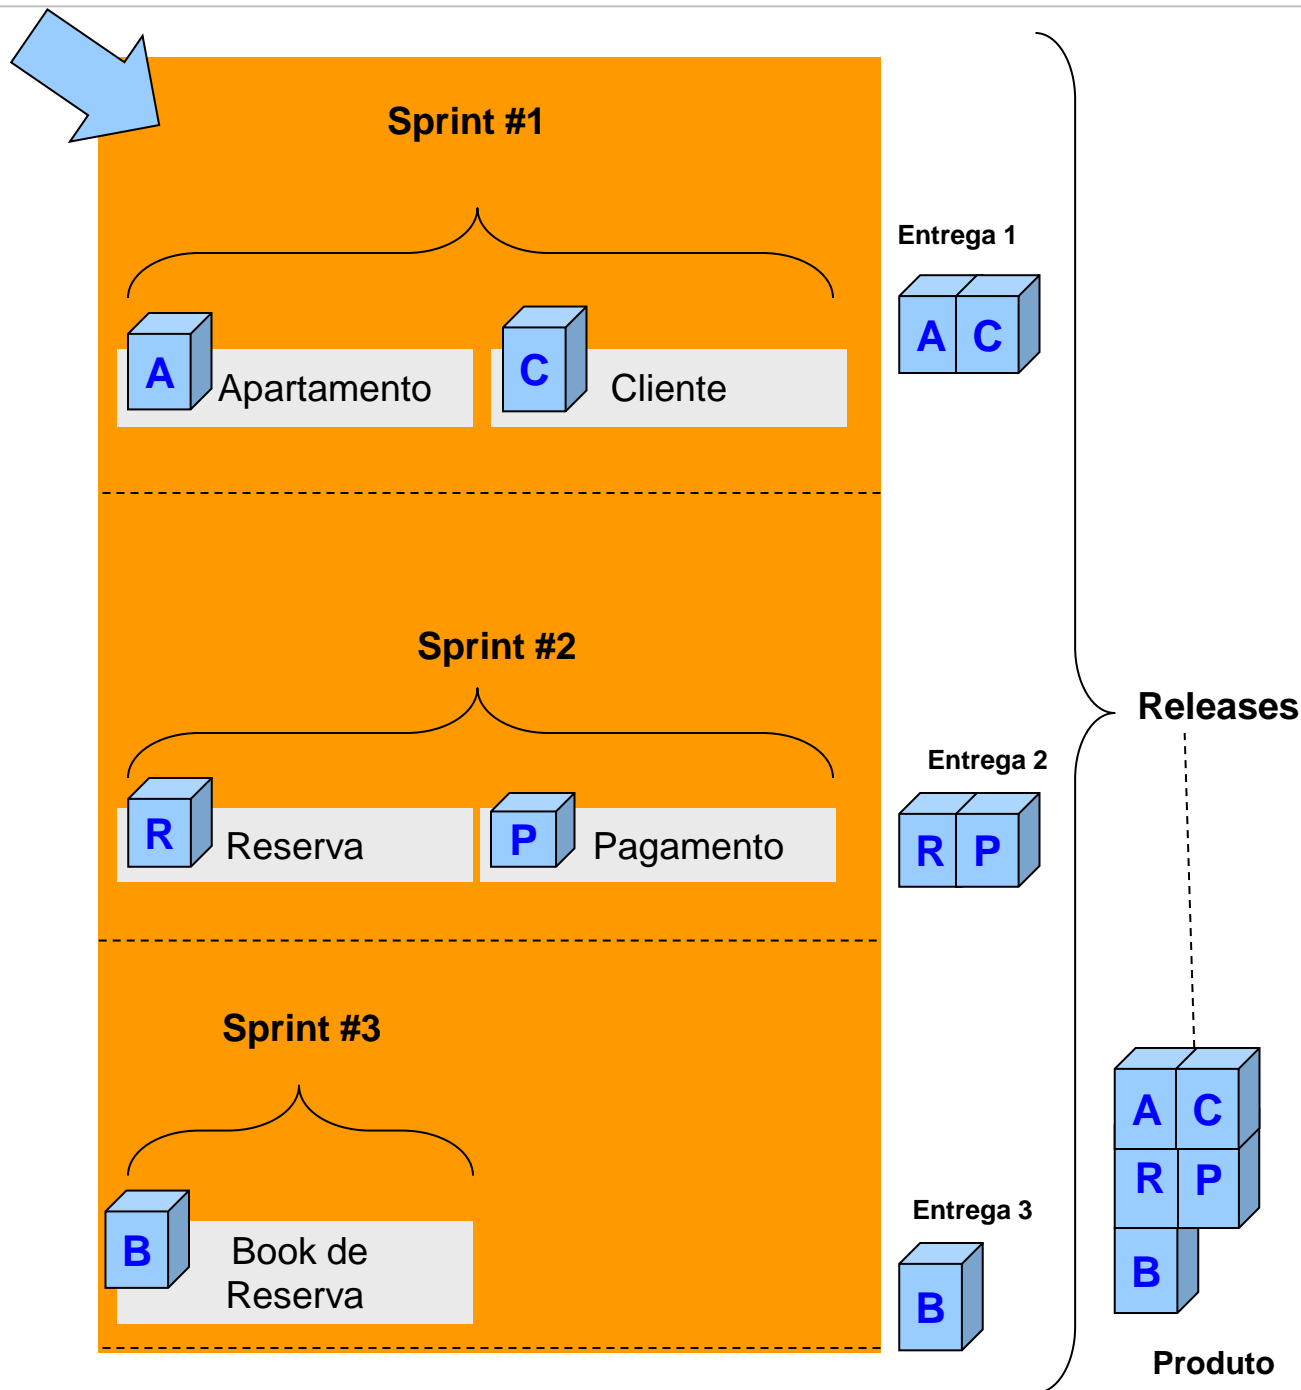 Sprint #1
Entrega 1
A
Apartamento
C
Cliente
A C
Sprint #2
Releases
Entrega 2
R
Reserva
P
Pagamento
R P
Sprint #3
A C
R P
B
B
Book de
Reserva
Entrega 3
B
Produto